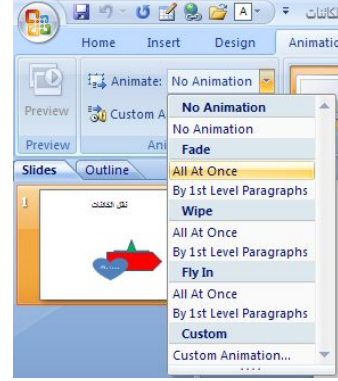 A
Home Insert Design Animatio
Animate: No Animation
Preview
Custom A
Preview Ani
No Animation
No Animation
Fade
All At Once
By 1st Level Paragraphs
Wipe
All At Once
By 1st Level Paragraphs
Fly In
All At Once
By 1st Level Paragraphs
Custom
Custom Animation...
Slides Outline
1
نقل الكائنات